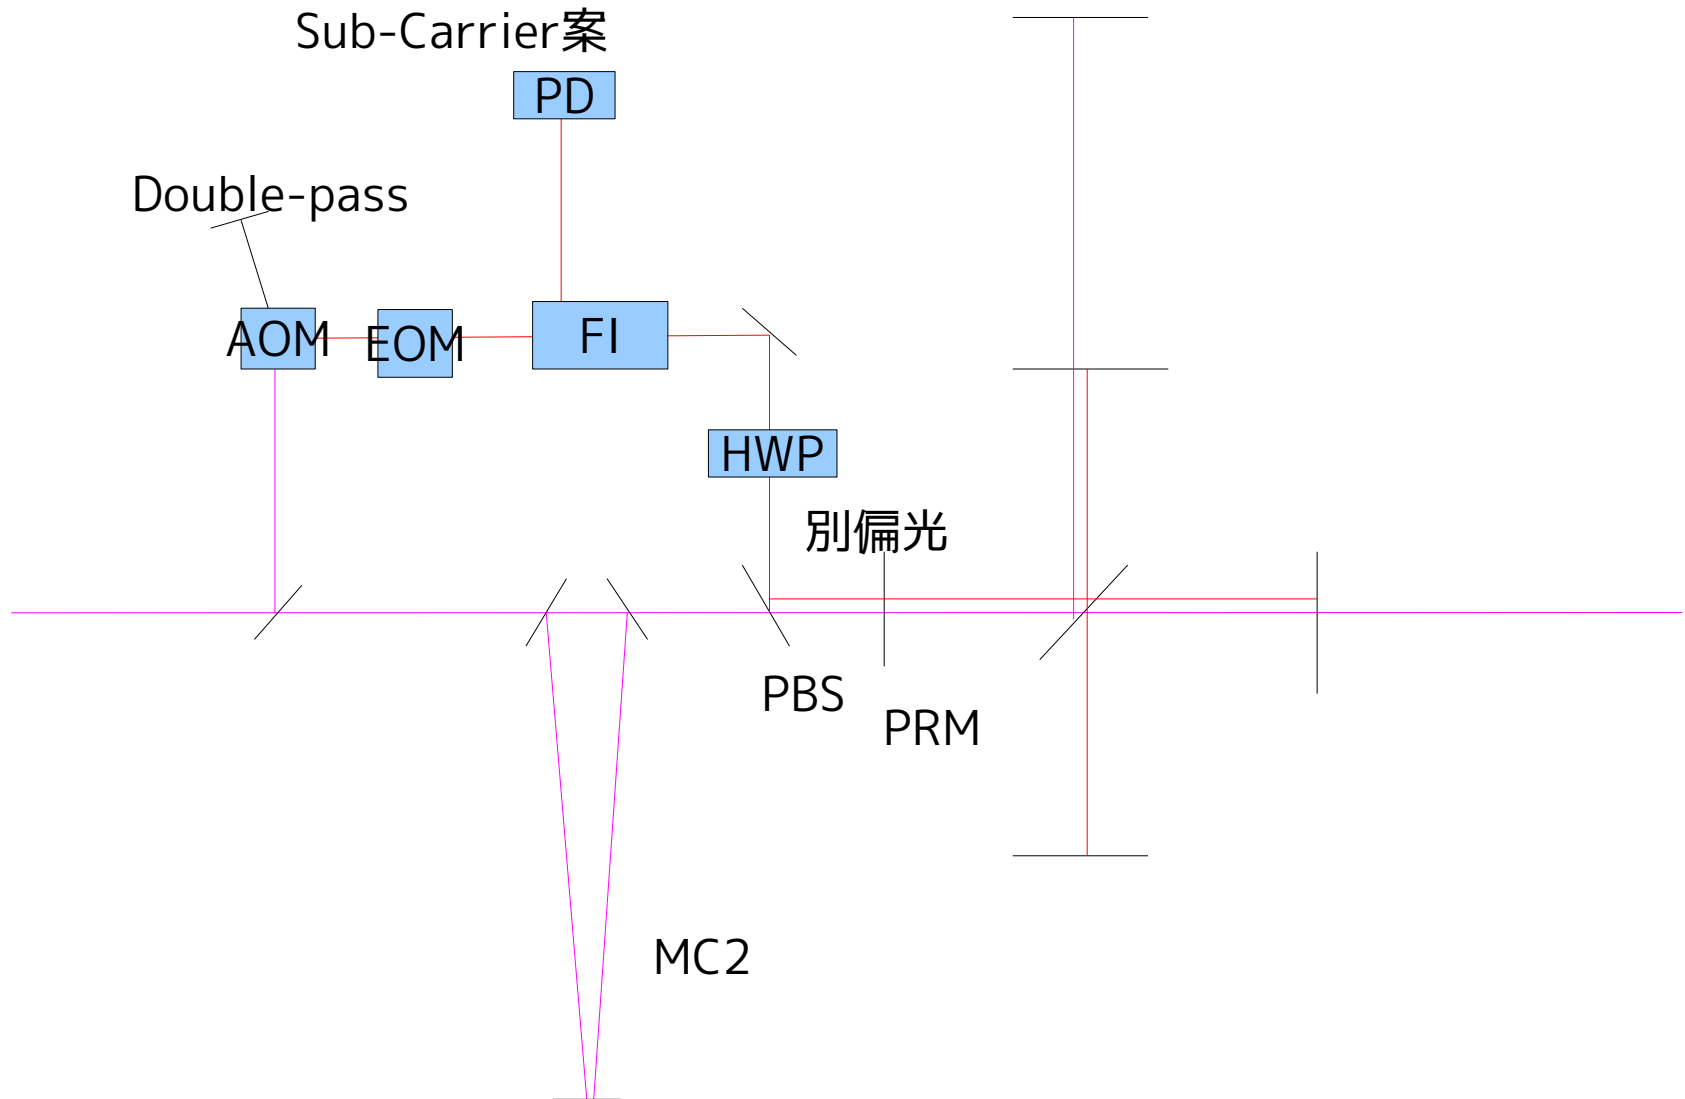 Sub-Carrier案
PD
Double-pass
AOM
EOM
FI
HWP
別偏光
PBS
PRM
MC2